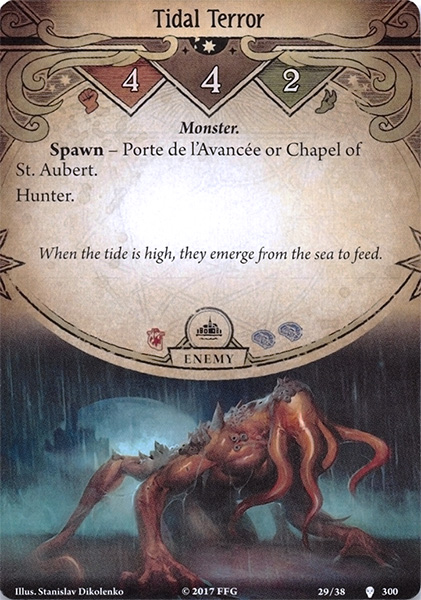 Tidal Terror
4 4 2
Monster.
Spawn – Porte de l'Avancée or Chapel of
St. Aubert.
Hunter.
When the tide is high, they emerge from the sea to feed.
ENEMY
Illus. Stanislav Dikolenko © 2017 FFG 29/38 300